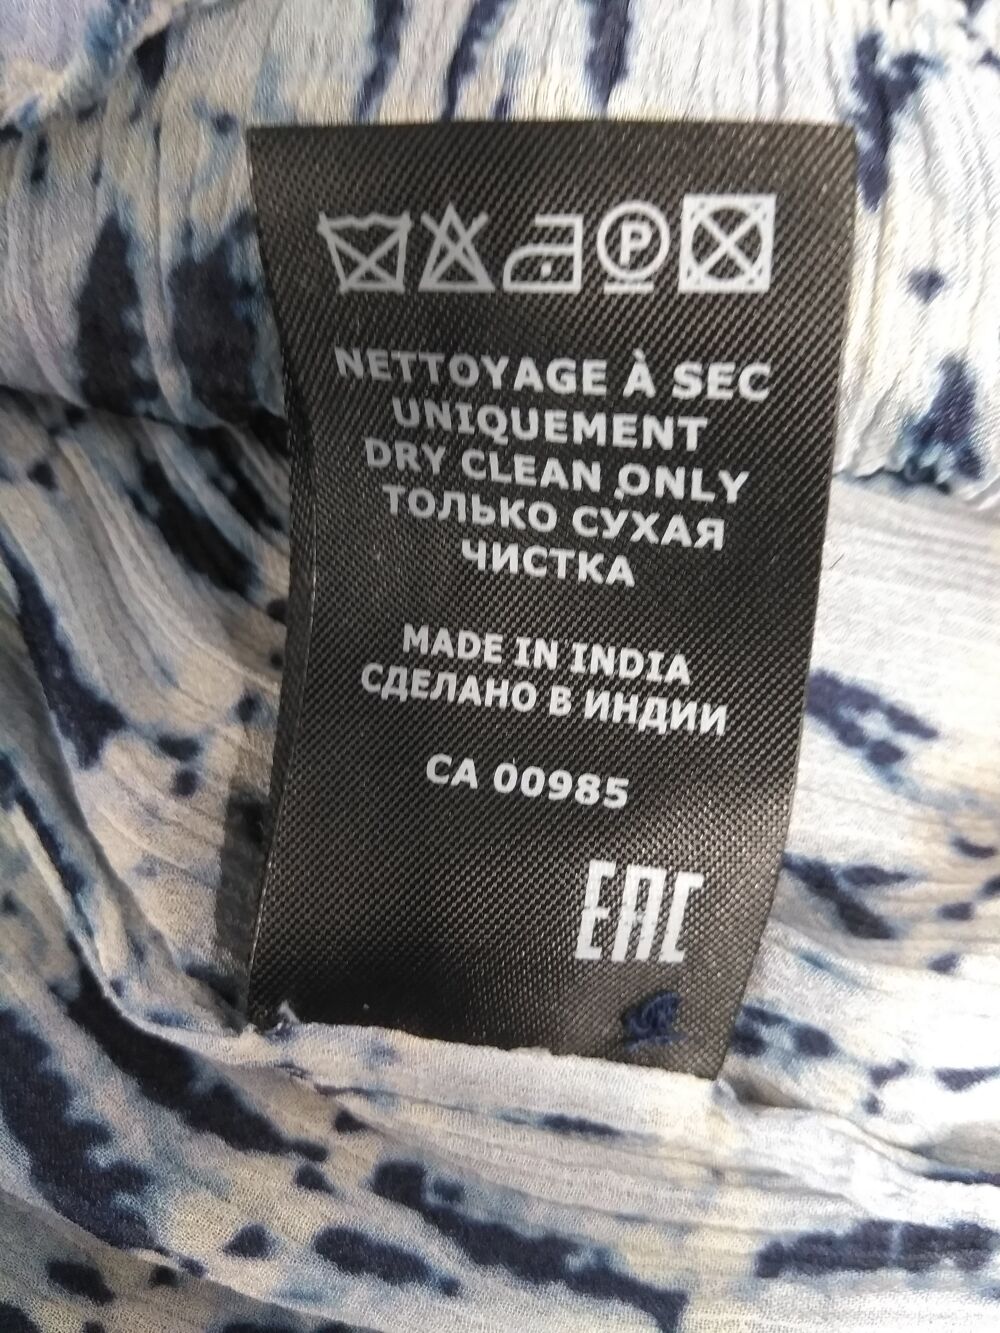 P
NETTOYAGE À SEC
UNIQUEMENT
DRY CLEAN ONLY
ТОЛЬКО СУХАЯ
ЧИСТКА
MADE IN INDIA
СДЕЛАНО В ИНДИИ
CA 00985
EAC